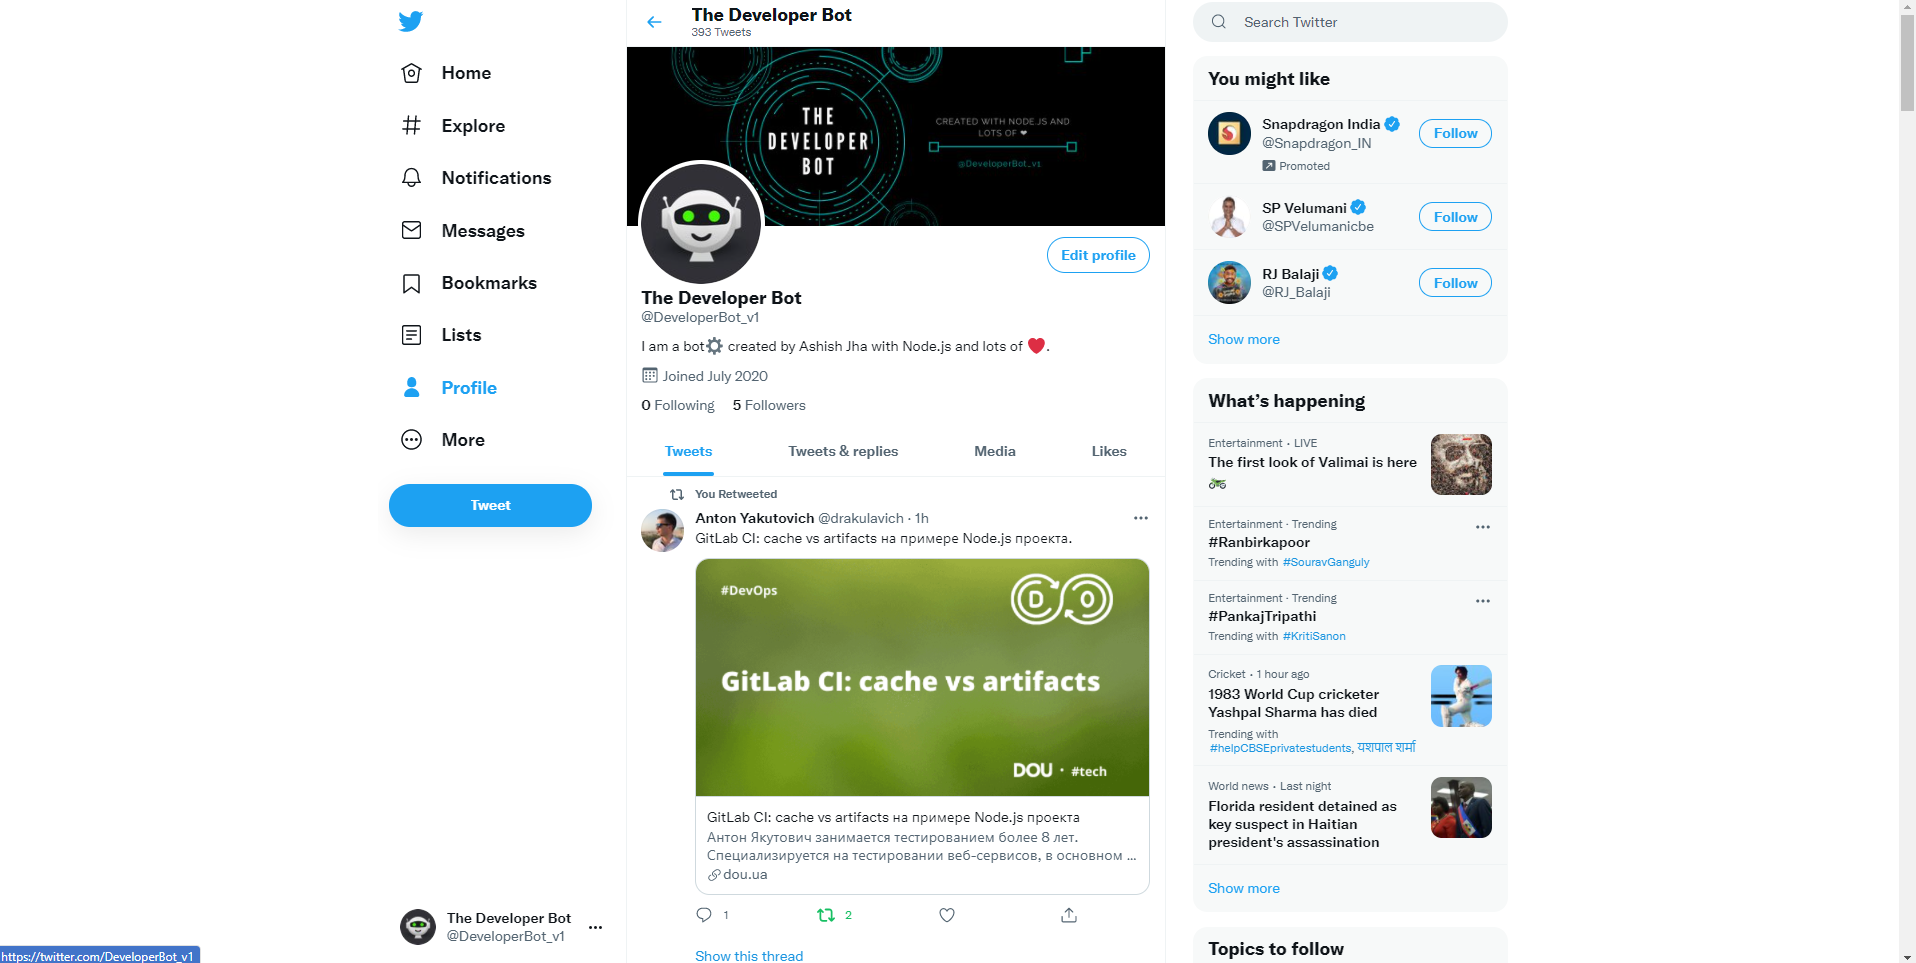 Home
Explore
Notifications
Messages
Bookmarks
Lists
Profile
More
Tweet
The Developer Bot
@DeveloperBot_v1
https://twitter.com/DeveloperBot_v1
The Developer Bot
393 Tweets
THE
DEVELOPER
BOT
CREATED WITH NODE.JS AND
LOTS OF ❤
@DeveloperBot_v1
Edit profile
The Developer Bot
@DeveloperBot_v1
I am a bot⚙ created by Ashish Jha with Node.js and lots of ❤.
Joined July 2020
0 Following 5 Followers
Tweets Tweets & replies Media Likes
You Retweeted
Anton Yakutovich @drakulavich · 1h
GitLab CI: cache vs artifacts на примере Node.js проекта.
#DevOps
DO
GitLab CI: cache vs artifacts
DOU · #tech
GitLab CI: cache vs artifacts на примере Node.js проекта
Антон Якутович занимается тестированием более 8 лет.
Специализируется на тестировании веб-сервисов, в основном ...
dou.ua
1 2
Show this thread
Search Twitter
You might like
Snapdragon India
@Snapdragon_IN
Promoted
Follow
SP Velumani
@SPVelumanicbe
Follow
RJ Balaji
@RJ_Balaji
Follow
Show more
What's happening
Entertainment · LIVE
The first look of Valimai is here
🏍
Entertainment · Trending
#Ranbirkapoor
Trending with #SouravGanguly
Entertainment · Trending
#PankajTripathi
Trending with #KritiSanon
Cricket · 1 hour ago
1983 World Cup cricketer
Yashpal Sharma has died
Trending with
#helpCBSEprivatestudents, यशपाल शर्मा
World news · Last night
Florida resident detained as
key suspect in Haitian
president's assassination
Show more
Topics to follow